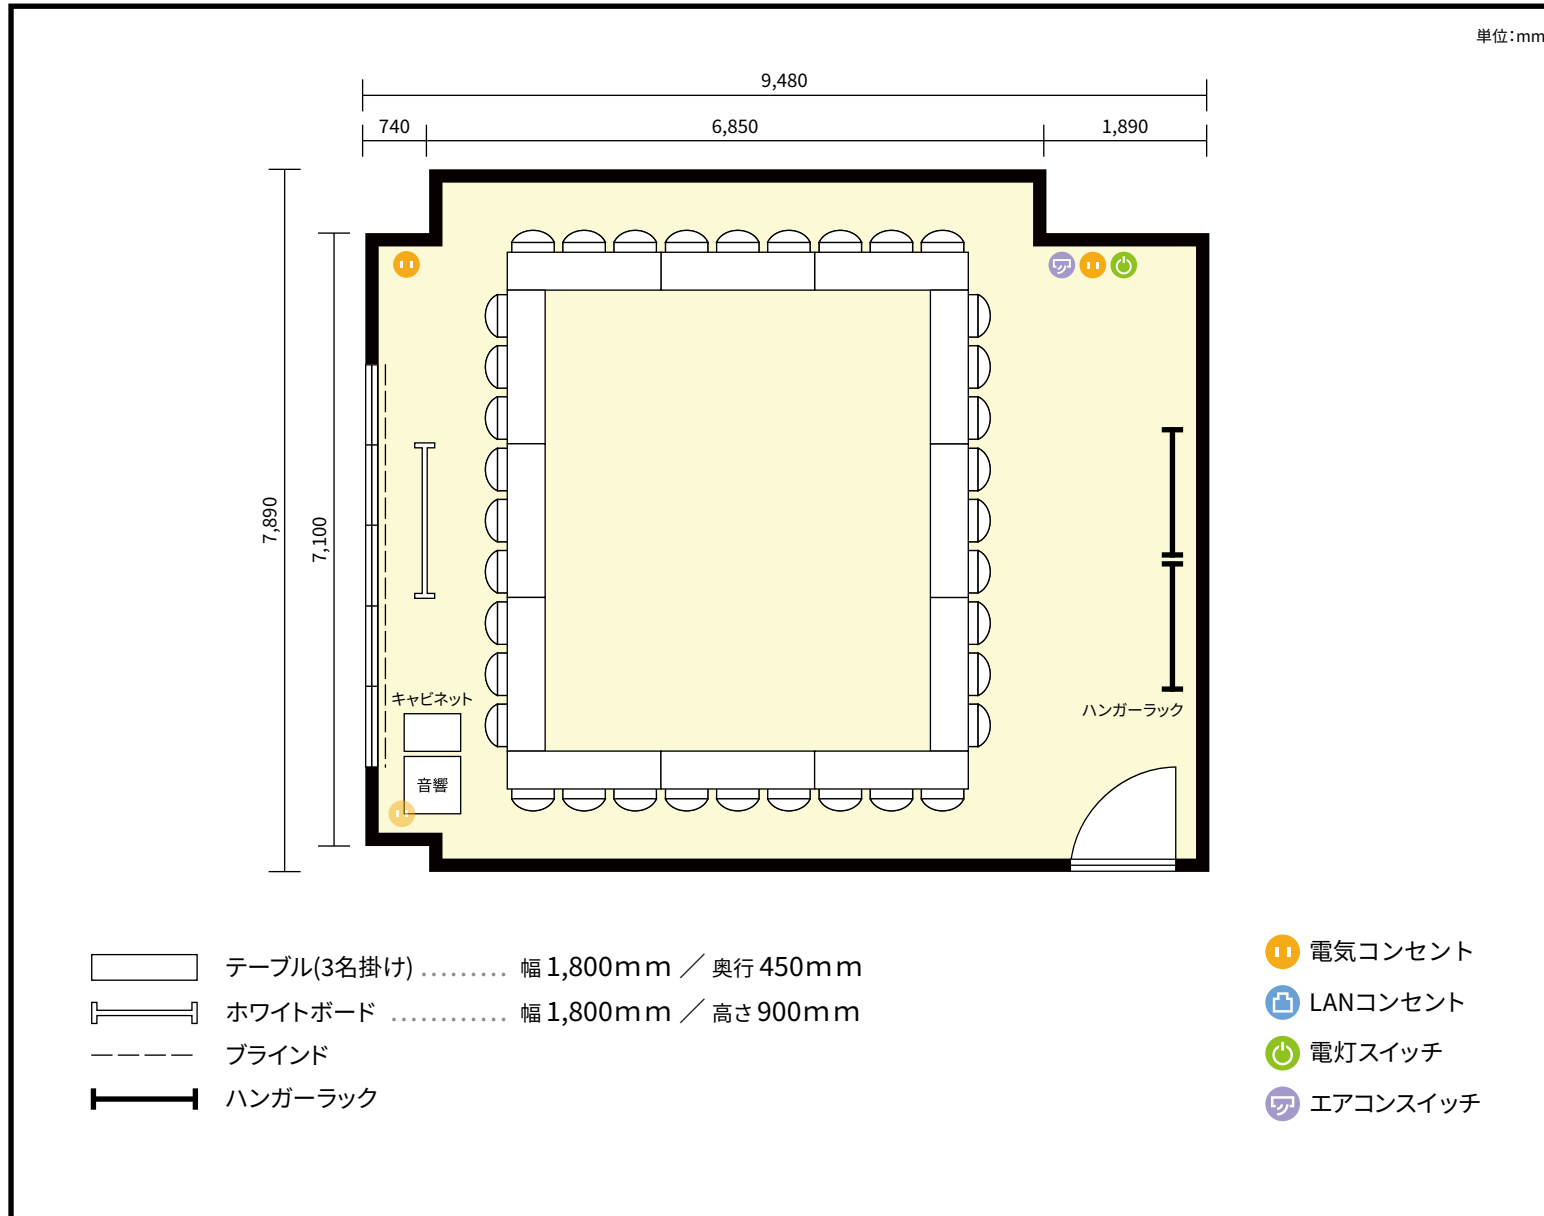 単位:mm
9,480
740
6,850
1,890
7,890
7,100
キャビネット
音響
ハンガーラック
テーブル(3名掛け) ......... 幅 1,800mm ／ 奥行 450mm
ホワイトボード ............ 幅 1,800mm ／ 高さ 900mm
ブラインド
ハンガーラック
電気コンセント
LANコンセント
電灯スイッチ
エアコンスイッチ